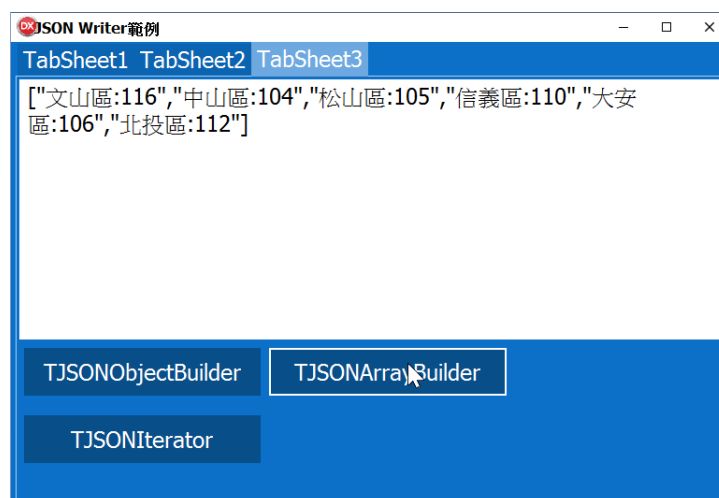 DX JSON Writer範例
TabSheet1 TabSheet2 TabSheet3
["文山區:116","中山區:104","松山區:105","信義區:110","大安
區:106","北投區:112"]
TJSONObjectBuilder TJSONArrayBuilder
TJSONIterator